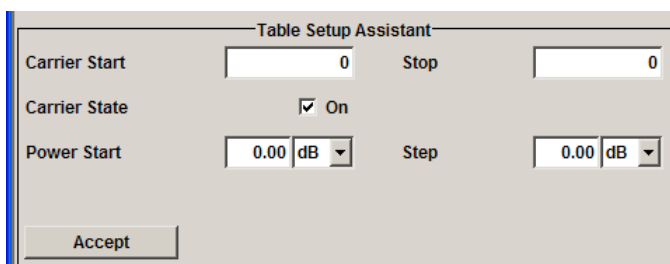 Table Setup Assistant
Carrier Start 0 Stop 0
Carrier State On
Power Start 0.00 dB Step 0.00 dB
Accept